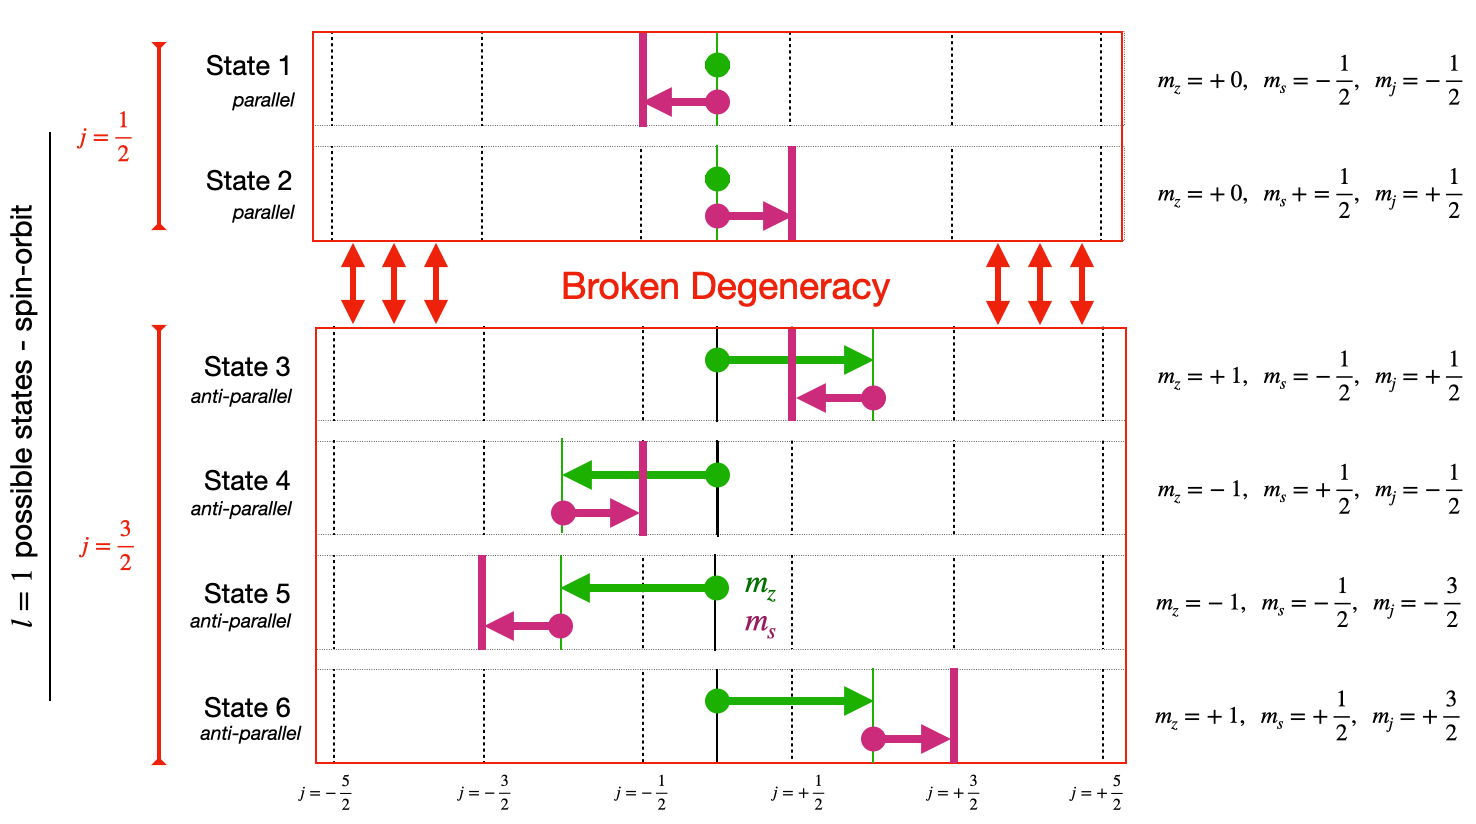 l = 1 possible states - spin-orbit
j = 1/2
State 1
parallel
m_z = + 0, m_s = - 1/2, m_j = - 1/2
State 2
parallel
m_z = + 0, m_s + = 1/2, m_j = + 1/2
Broken Degeneracy
j = 3/2
State 3
anti-parallel
m_z = + 1, m_s = - 1/2, m_j = + 1/2
State 4
anti-parallel
m_z = - 1, m_s = + 1/2, m_j = - 1/2
State 5
anti-parallel
m_z
m_s
m_z = - 1, m_s = - 1/2, m_j = - 3/2
State 6
anti-parallel
m_z = + 1, m_s = + 1/2, m_j = + 3/2
j = - 5/2 j = - 3/2 j = - 1/2 j = + 1/2 j = + 3/2 j = + 5/2